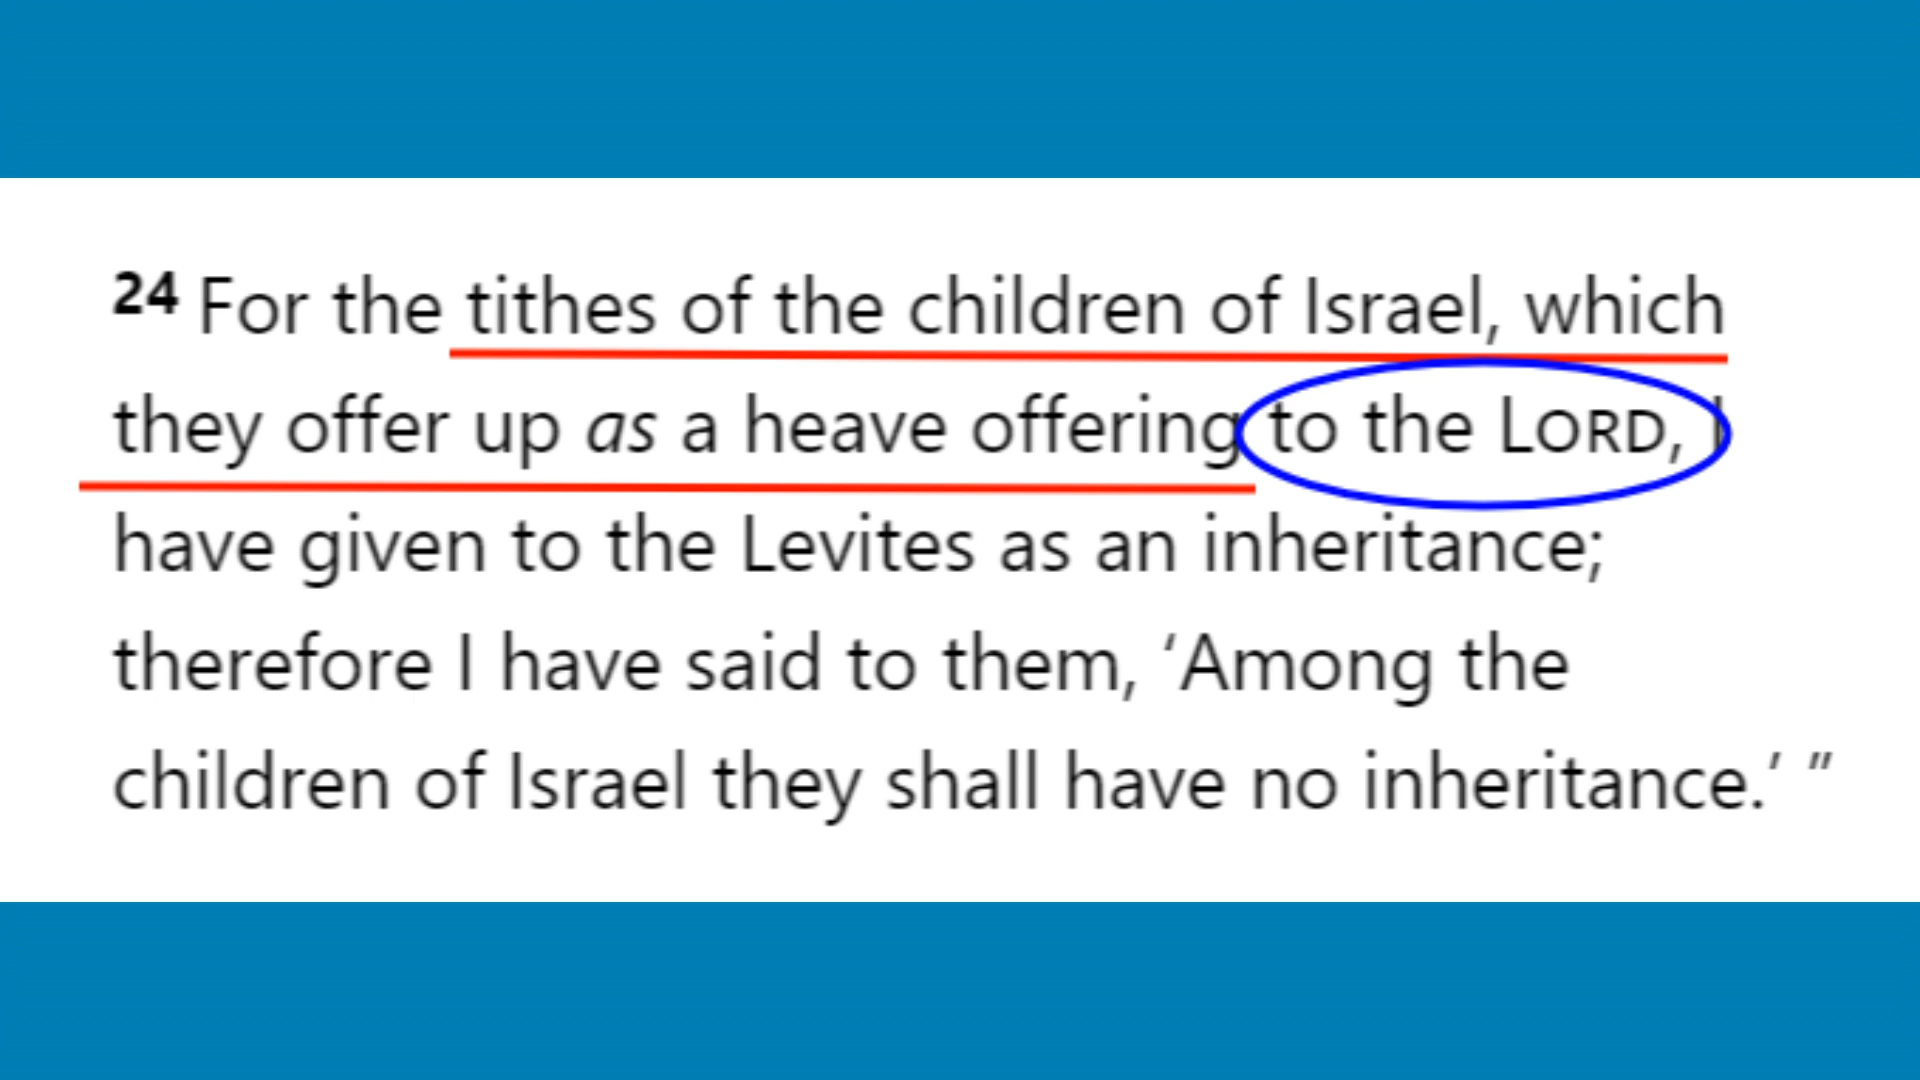 24 For the tithes of the children of Israel, which
they offer up as a heave offering to the LORD, I
have given to the Levites as an inheritance;
therefore I have said to them, ‘Among the
children of Israel they shall have no inheritance.’ ”